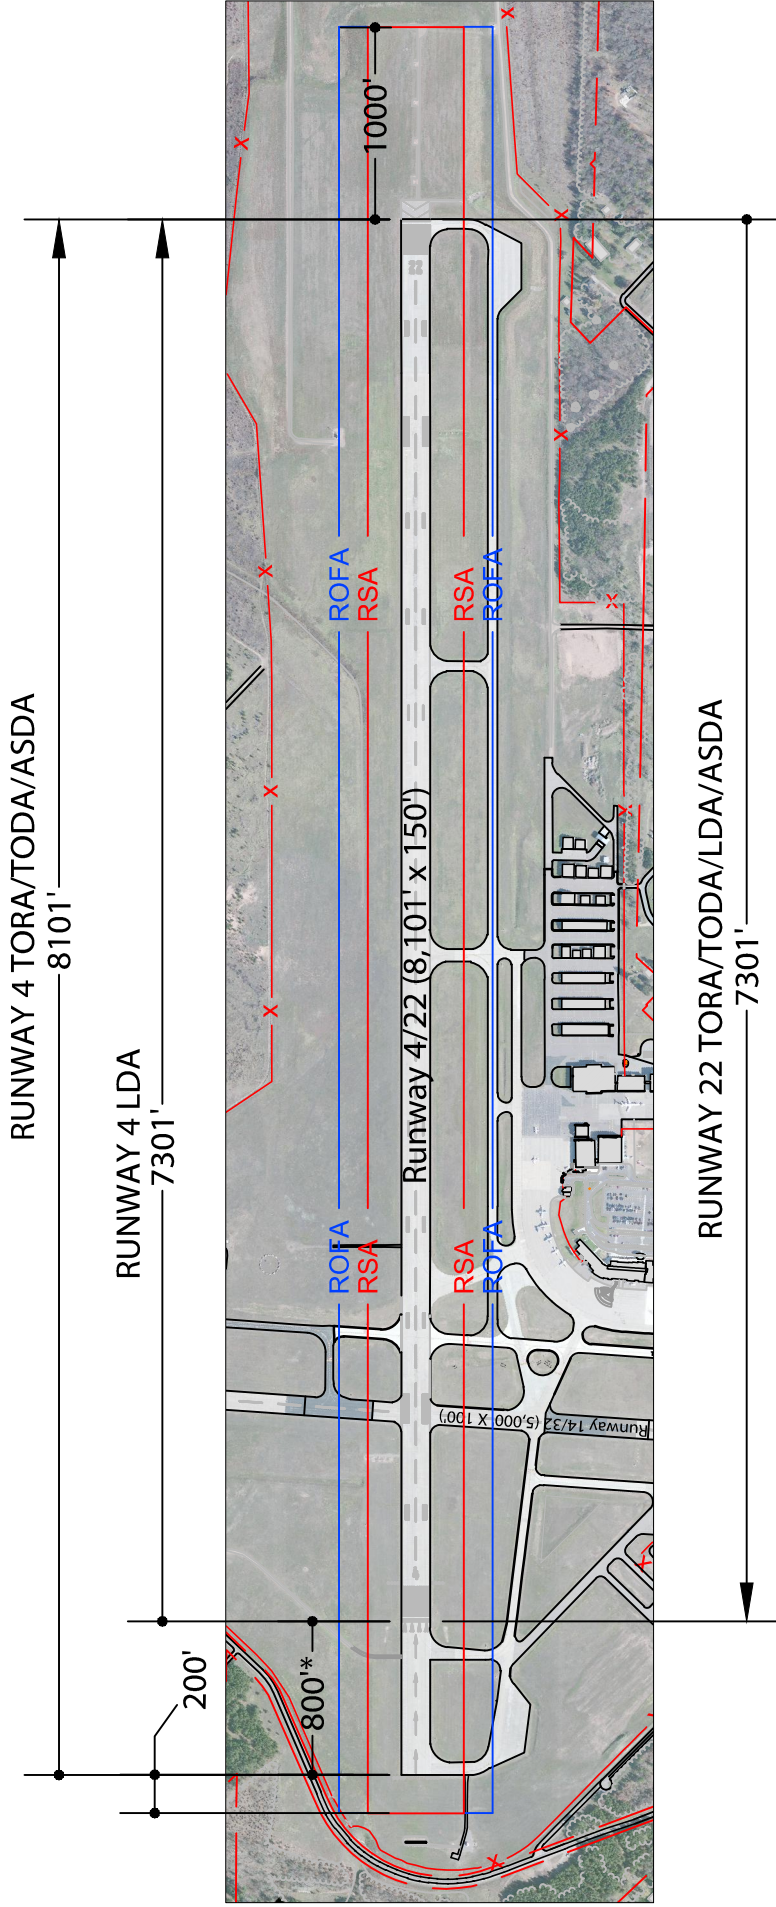 1000'
22
ROFA
RSA
RSA
ROFA
RUNWAY 4 TORA/TODA/ASDA
8101'
RUNWAY 4 LDA
7301'
Runway 4/22 (8,101' x 150')
RUNWAY 22 TORA/TODA/LDA/ASDA
7301'
ROFA
RSA
RSA
ROFA
Runway 14/32 (5,000 X 100')
4
200'
800'*